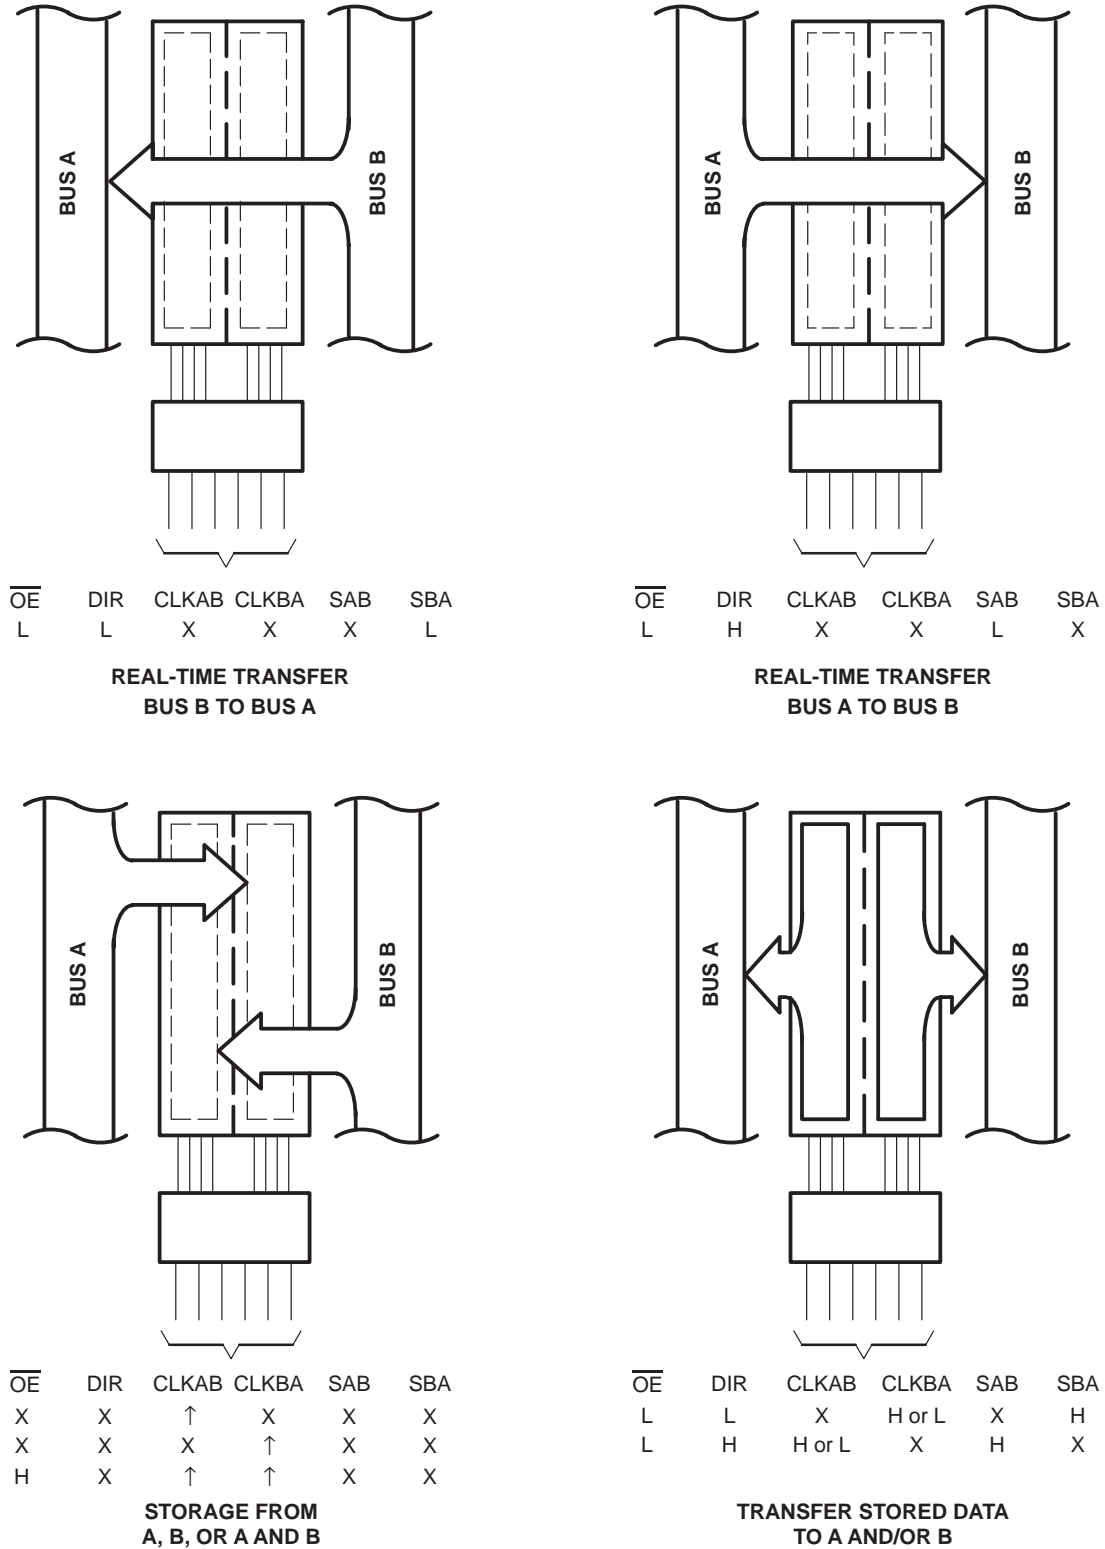 BUS A
BUS B
OE DIR CLKAB CLKBA SAB SBA
L L X X X L
REAL-TIME TRANSFER
BUS B TO BUS A
BUS A
BUS B
OE DIR CLKAB CLKBA SAB SBA
L H X X L X
REAL-TIME TRANSFER
BUS A TO BUS B
BUS A
BUS B
OE DIR CLKAB CLKBA SAB SBA
X X ↑ X X X
X X X ↑ X X
H X ↑ ↑ X X
STORAGE FROM
A, B, OR A AND B
BUS A
BUS B
OE DIR CLKAB CLKBA SAB SBA
L L X H or L X H
L H H or L X H X
TRANSFER STORED DATA
TO A AND/OR B